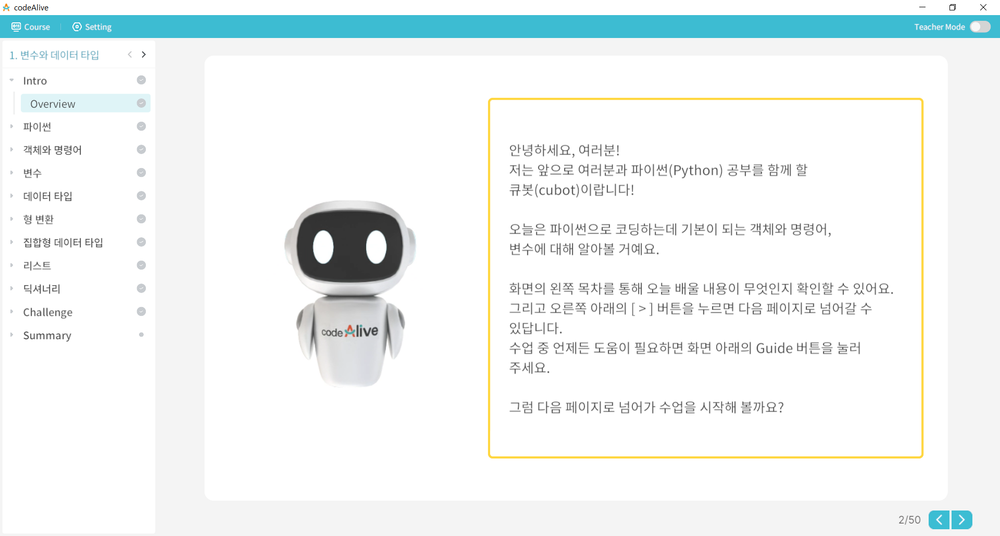 codeAlive
Course
Setting
Teacher Mode
1. 변수와 데이터 타입
Intro
Overview
파이썬
객체와 명령어
변수
데이터 타입
형 변환
집합형 데이터 타입
리스트
딕셔너리
Challenge
Summary
codeAlive
안녕하세요, 여러분!
저는 앞으로 여러분과 파이썬(Python) 공부를 함께 할
큐봇(cubot)이랍니다!
오늘은 파이썬으로 코딩하는데 기본이 되는 객체와 명령어,
변수에 대해 알아볼 거예요.
화면의 왼쪽 목차를 통해 오늘 배울 내용이 무엇인지 확인할 수 있어요.
그리고 오른쪽 아래의 [ > ] 버튼을 누르면 다음 페이지로 넘어갈 수
있답니다.
수업 중 언제든 도움이 필요하면 화면 아래의 Guide 버튼을 눌러
주세요.
그럼 다음 페이지로 넘어가 수업을 시작해 볼까요?
2/50